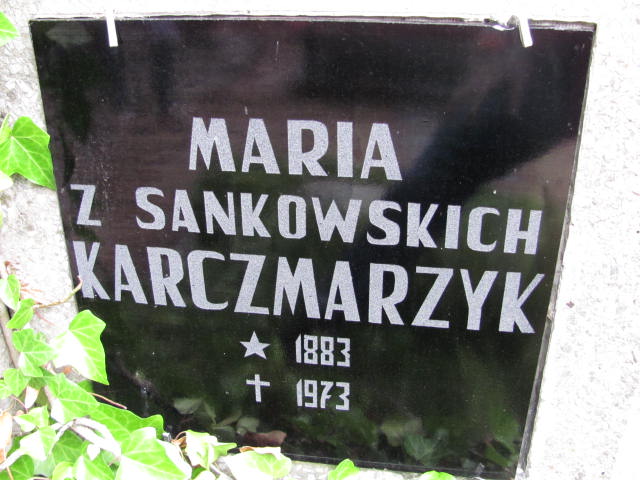 MARIA
Z SANKOWSKICH
KARCZMARZYK
★ 1883
✝ 1973